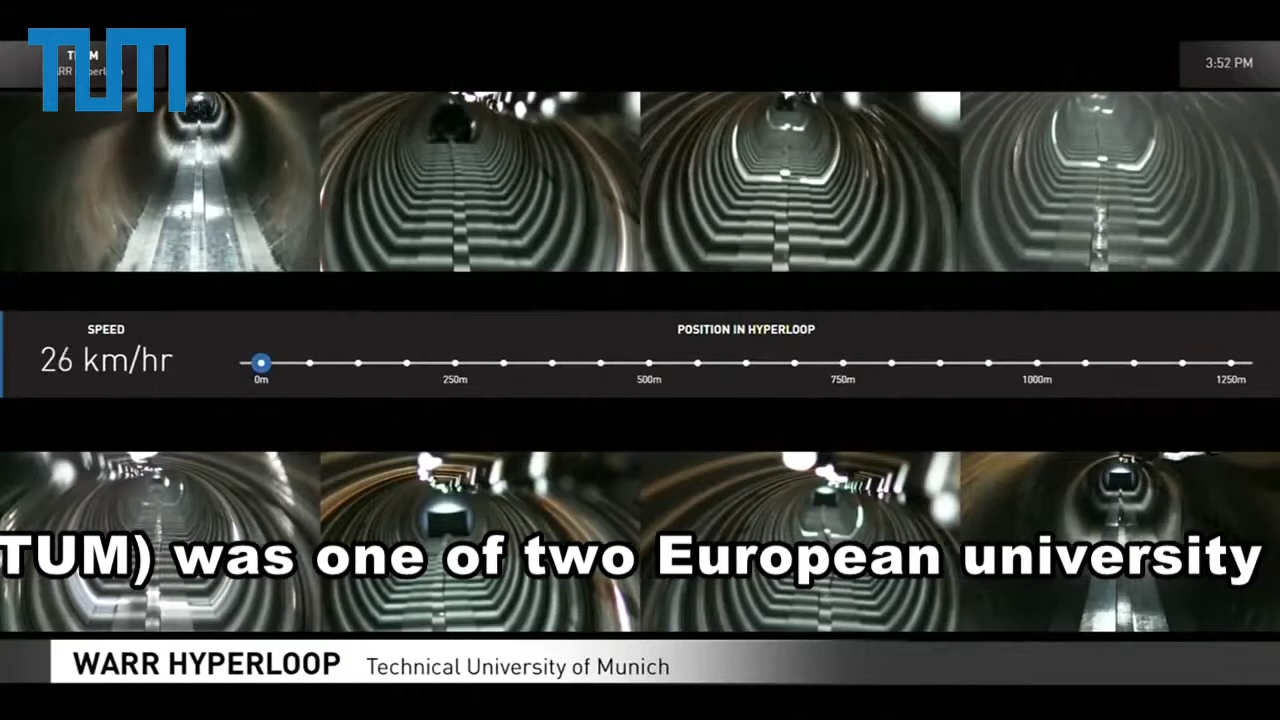 TUM
3:52 PM
SPEED
26 km/hr
POSITION IN HYPERLOOP
0m 250m 500m 750m 1000m 1250m
TUM) was one of two European university
WARR HYPERLOOP Technical University of Munich